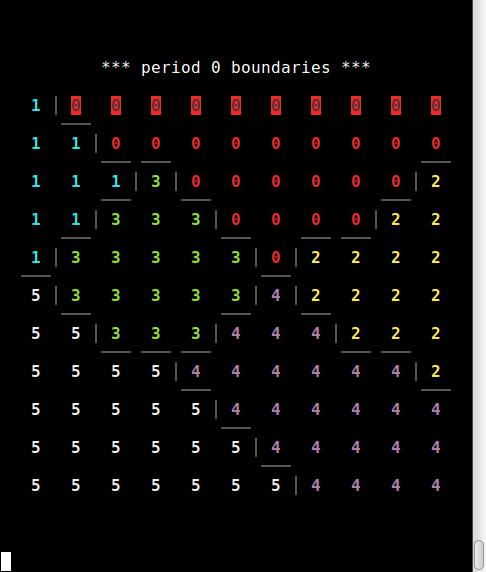 *** period 0 boundaries ***
1 | 0 0 0 0 0 0 0 0 0 0
1 1 | 0 0 0 0 0 0 0 0 0
1 1 1 | 3 | 0 0 0 0 0 0 | 2
1 1 | 3 3 3 | 0 0 0 0 | 2 2
1 | 3 3 3 3 3 | 0 | 2 2 2 2
5 | 3 3 3 3 3 | 4 | 2 2 2 2
5 5 | 3 3 3 | 4 4 4 | 2 2 2
5 5 5 5 | 4 4 4 4 4 4 | 2
5 5 5 5 5 | 4 4 4 4 4 4
5 5 5 5 5 5 | 4 4 4 4 4
5 5 5 5 5 5 5 | 4 4 4 4